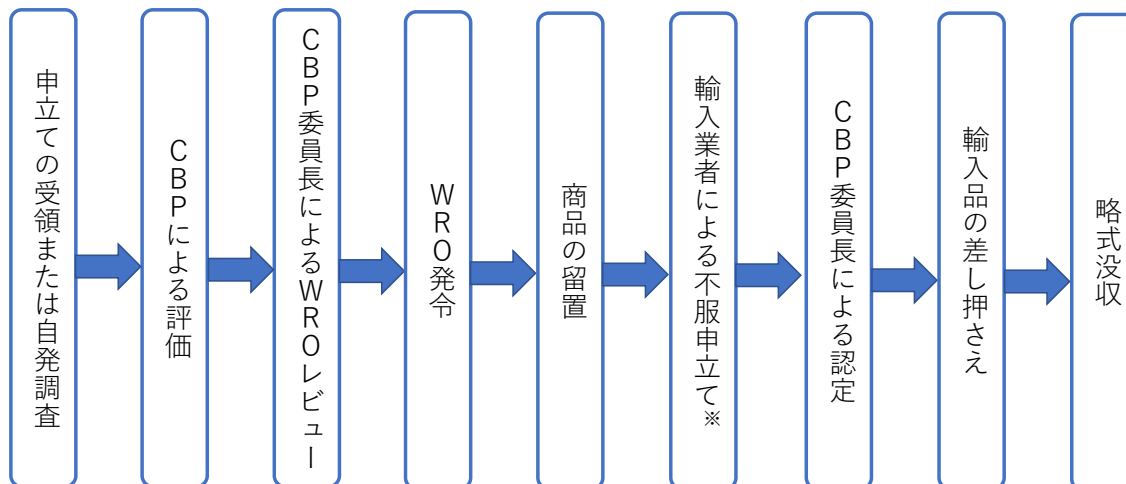 申立ての受領または自発調査
CBPによる評価
CBP委員長によるWROレビュー
WRO発令
商品の留置
輸入業者による不服申立て※
CBP委員長による認定
輸入品の差し押さえ
略式没収